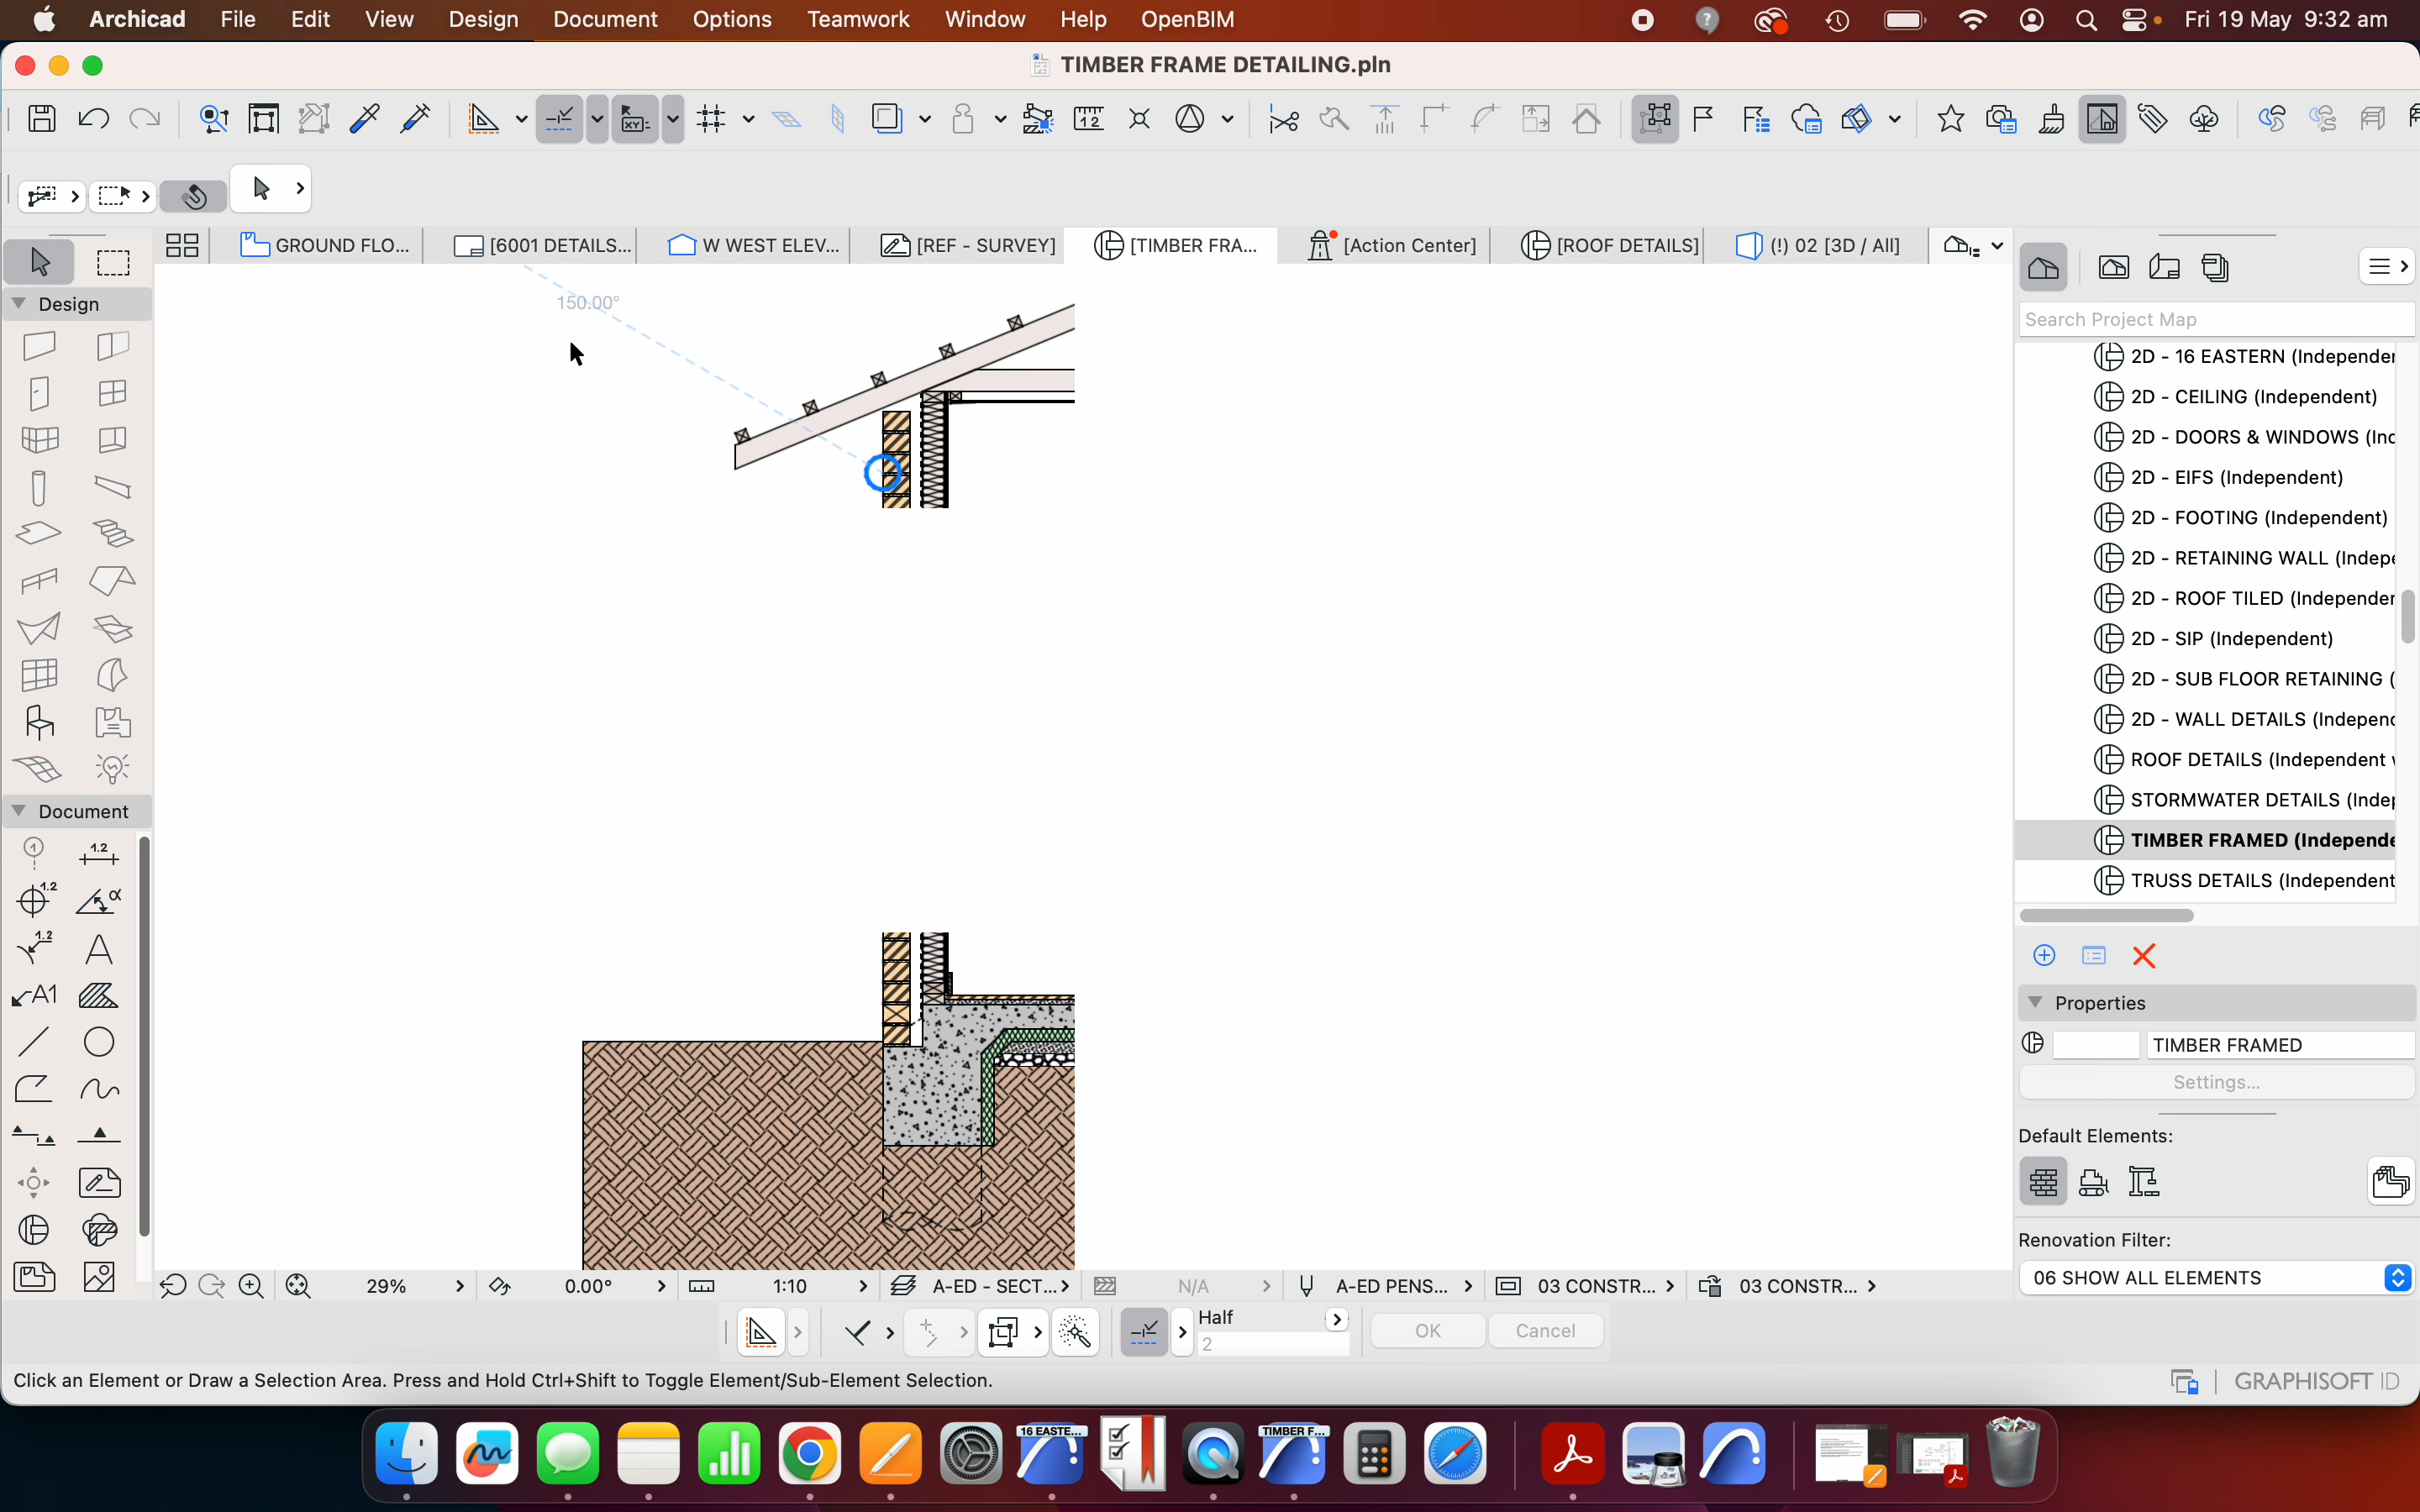 Archicad File Edit View Design Document Options Teamwork Window Help OpenBIM
Fri 19 May 9:32 am
TIMBER FRAME DETAILING.pln
GROUND FLO...
[6001 DETAILS...
W WEST ELEV...
[REF - SURVEY]
[TIMBER FRA...
[Action Center]
[ROOF DETAILS]
(!) 02 [3D / All]
Design
Document
150.00°
Search Project Map
2D - 16 EASTERN (Independen
2D - CEILING (Independent)
2D - DOORS & WINDOWS (Ind
2D - EIFS (Independent)
2D - FOOTING (Independent)
2D - RETAINING WALL (Indepe
2D - ROOF TILED (Independen
2D - SIP (Independent)
2D - SUB FLOOR RETAINING (
2D - WALL DETAILS (Independ
ROOF DETAILS (Independent
STORMWATER DETAILS (Indep
TIMBER FRAMED (Independe
TRUSS DETAILS (Independent
Properties
TIMBER FRAMED
Settings...
Default Elements:
Renovation Filter:
06 SHOW ALL ELEMENTS
29%
0.00°
1:10
A-ED - SECT...
N/A
A-ED PENS...
03 CONSTR...
03 CONSTR...
Half
2
OK
Cancel
Click an Element or Draw a Selection Area. Press and Hold Ctrl+Shift to Toggle Element/Sub-Element Selection.
GRAPHISOFT ID
16 EASTE...
TIMBER F...